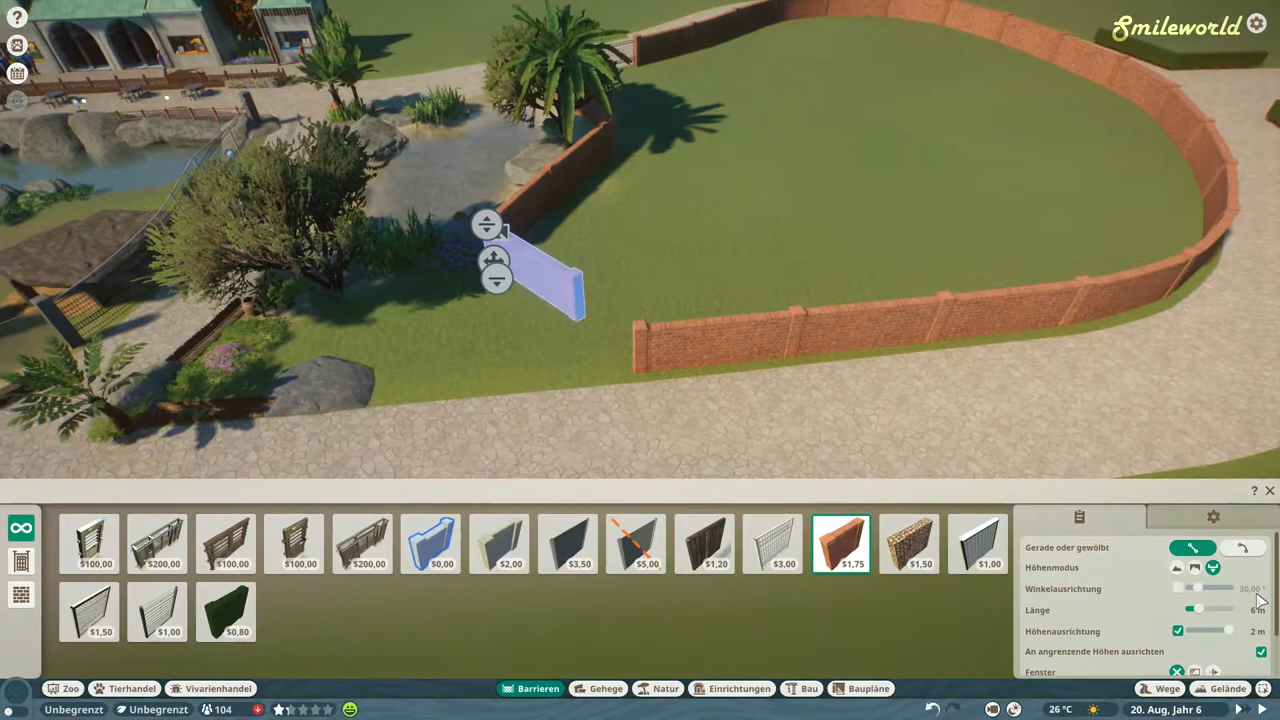 ?
Smileworld
? ×
$100,00 $200,00 $100,00 $100,00 $200,00 $0,00 $2,00 $3,50 $5,00 $1,20 $3,00 $1,75 $1,50 $1,00
$1,50 $1,00 $0,80
Gerade oder gewölbt
Höhenmodus
Winkelausrichtung 30,00 °
Länge 6 m
Höhenausrichtung 2 m
An angrenzende Höhen ausrichten
Fenster
Zoo Tierhandel Vivarienhandel Barrieren Gehege Natur Einrichtungen Bau Baupläne Wege Gelände
Unbegrenzt Unbegrenzt 104 26 °C 20. Aug, Jahr 6